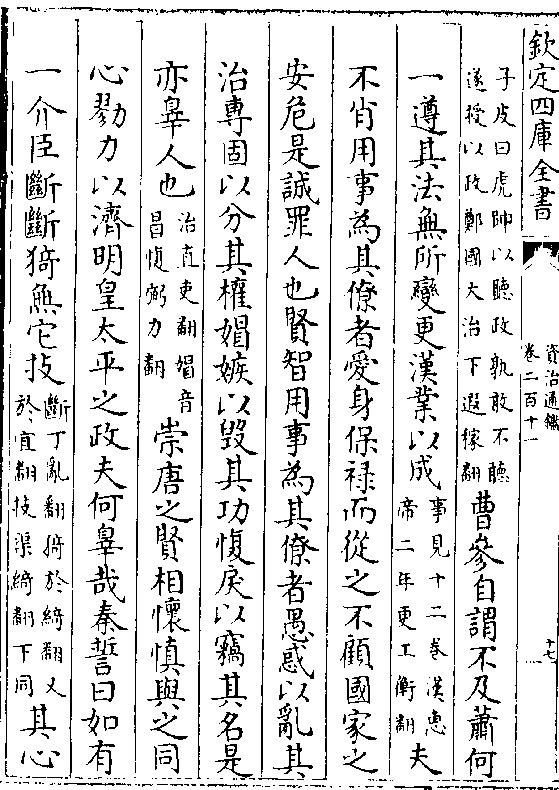 欽定四庫全書
資治通鑑
卷二百十一
十七
子皮曰虎帥以聽政孰敢不聽
遂授以政鄭國大治下遐稼翻
曹參自謂不及蕭何
一遵其法無所變更漢業以成
事見十二卷漢惠
帝二年更工衡翻
夫
不肖用事為其僚者愛身保祿而從之不顧國家之
安危是誠罪人也賢智用事為其僚者愚惑以亂其
治專固以分其權媢嫉以毀其功愎戾以竊其名是
亦辠人也
治直吏翻媢音
昌愎弼力翻
崇唐之賢相懷慎與之同
心勠力以濟明皇太平之政夫何辠哉秦誓曰如有
一介臣斷斷猗無它技
斷丁亂翻猗於綺翻又
於宜翻技渠綺翻下同
其心